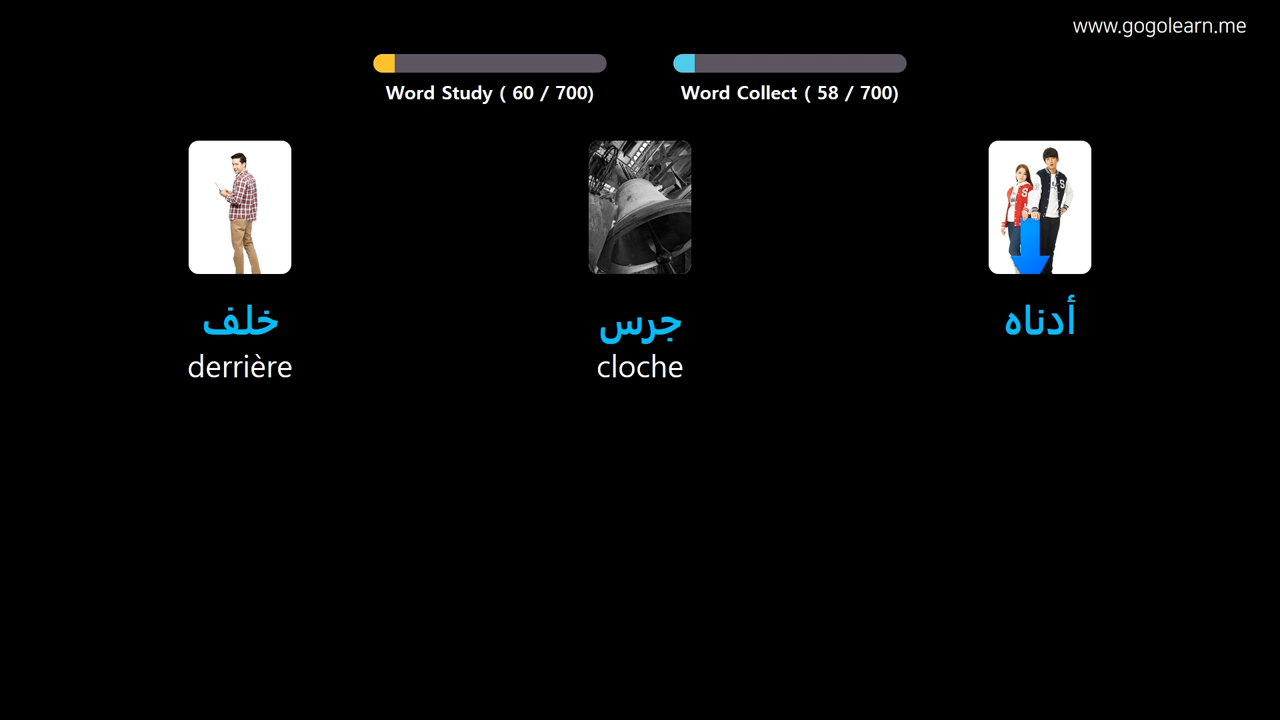 www.gogolearn.me
Word Study ( 60 / 700)
Word Collect ( 58 / 700)
خلف
derrière
جرس
cloche
أدناه